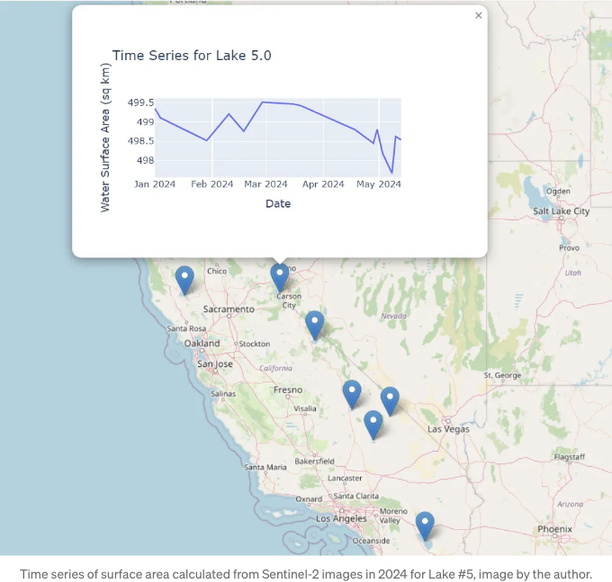 Time Series for Lake 5.0
Water Surface Area (sq km)
499.5
499
498.5
498
Jan 2024 Feb 2024 Mar 2024 Apr 2024 May 2024
Date
Ogden
Salt Lake City
Provo
Utah
Chico
Carson
City
Sacramento
Nevada
Santa Rosa
Oakland
Stockton
San Jose
California
St. George
Salinas
Fresno
Visalia
Las Vegas
Bakersfield
Santa Maria
Flagstaff
Lancaster
Oxnard
Santa Clarita
Arizona
Los Angeles
Moreno
Valley
Phoenix
Oceanside
Time series of surface area calculated from Sentinel-2 images in 2024 for Lake #5, image by the author.